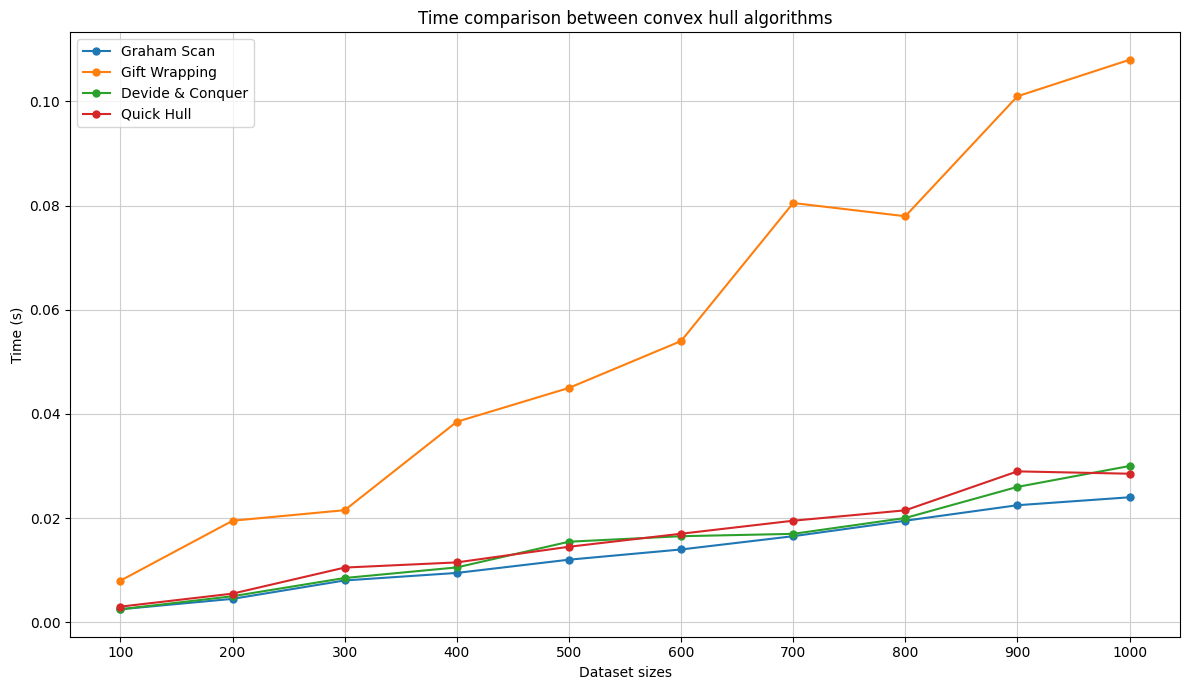 Time comparison between convex hull algorithms
Graham Scan
Gift Wrapping
Devide & Conquer
Quick Hull
0.10
0.08
0.06
0.04
0.02
0.00
Time (s)
100 200 300 400 500 600 700 800 900 1000
Dataset sizes